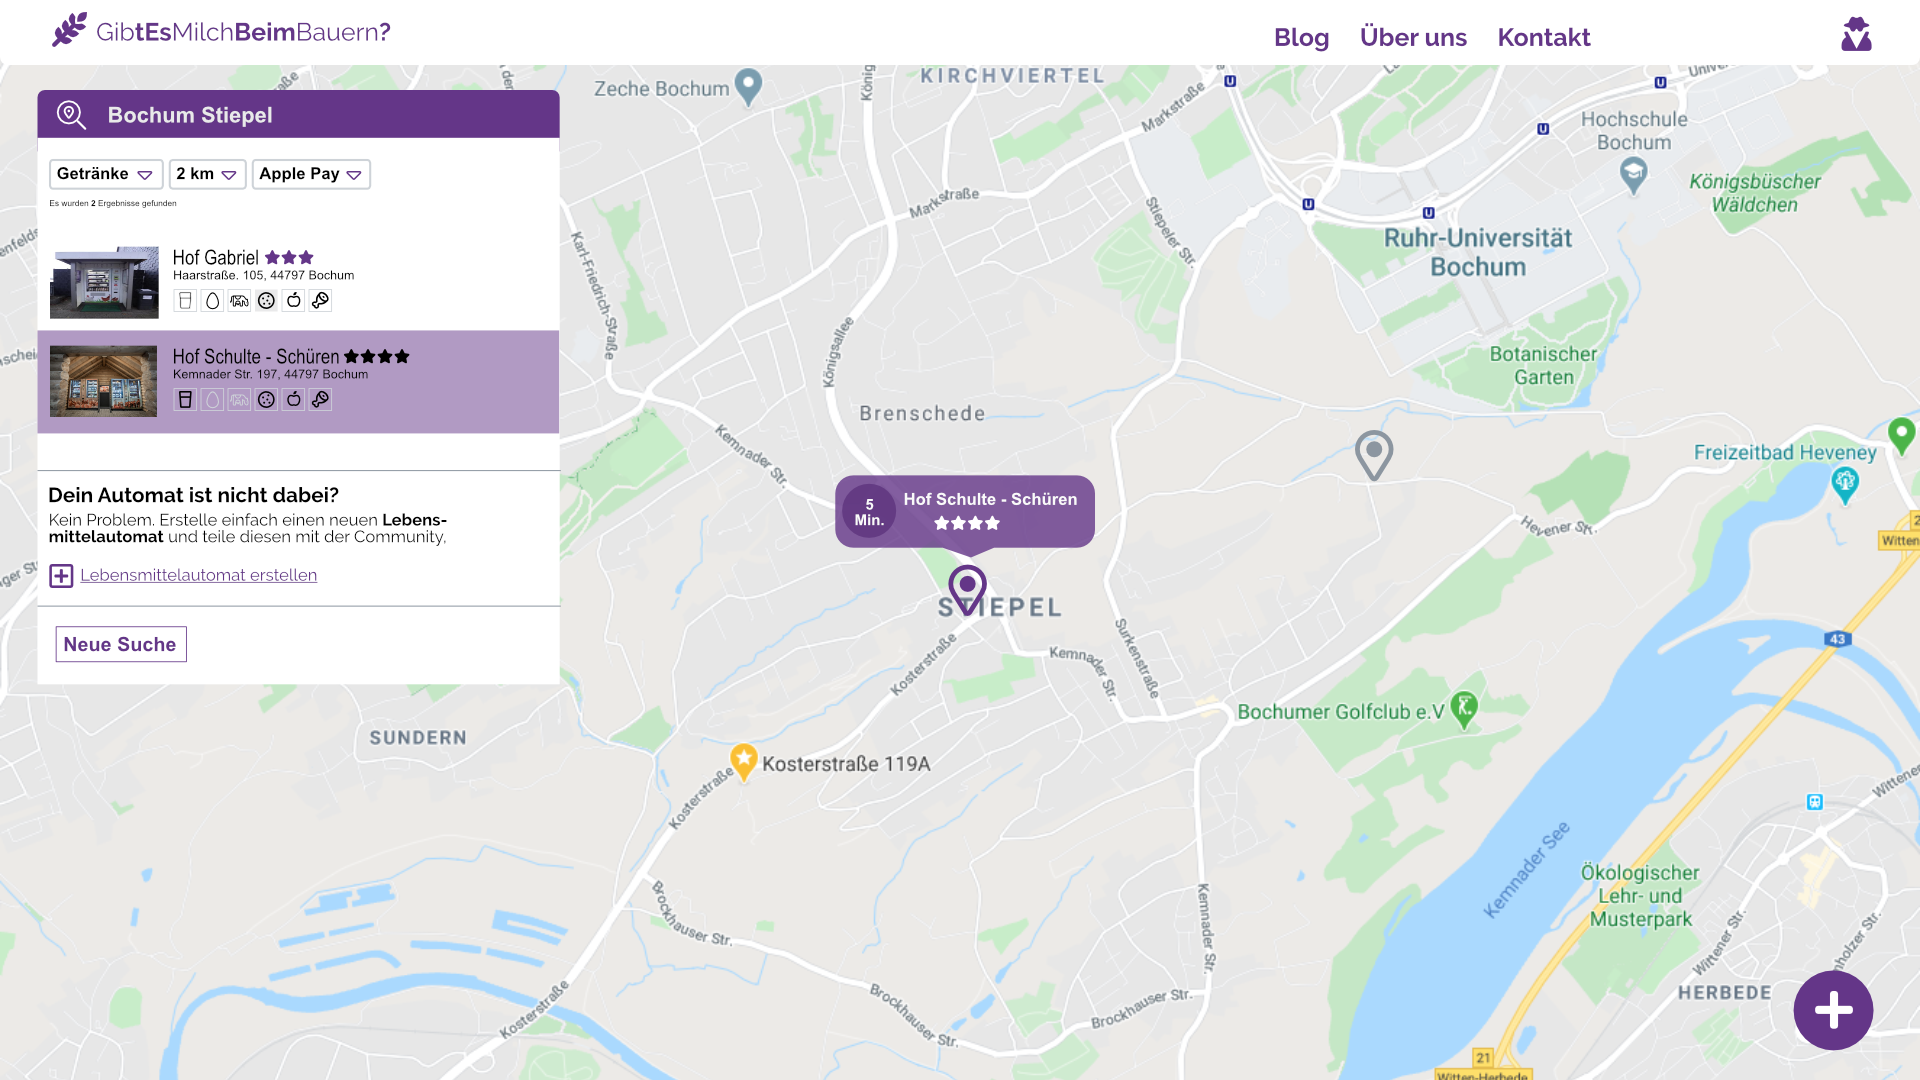 GibtEsMilchBeimBauern?
Blog
Über uns
Kontakt
Bochum Stiepel
Getränke
2 km
Apple Pay
Es wurden 2 Ergebnisse gefunden
Hof Gabriel
Haarstraße. 105, 44797 Bochum
Hof Schulte - Schüren
Kemnader Str. 197, 44797 Bochum
Dein Automat ist nicht dabei?
Kein Problem. Erstelle einfach einen neuen Lebens-
mittelautomat und teile diesen mit der Community,
Lebensmittelautomat erstellen
Neue Suche
Zeche Bochum
KIRCHVIERTEL
Markstraße
Markstraße
Stiepeler Str.
Karl-Friedrich-Straße
Königsallee
Hochschule
Bochum
Königsbüscher
Wäldchen
Ruhr-Universität
Bochum
Botanischer
Garten
Brenschede
Kemnader Str.
Freizeitbad Heveney
5
Min.
Hof Schulte - Schüren
Hevener Str.
Witten
STIEPEL
43
Surkenstraße
Kemnader Str.
Kosterstraße
Bochumer Golfclub e.V
SUNDERN
Kosterstraße 119A
Kosterstraße
Kemnader See
Ökologischer
Lehr- und
Musterpark
Brockhauser Str.
Kemnader Str.
Wittener Str.
HERBEDE
Brockhauser Str.
Brockhauser Str.
Kosterstraße
21
Witten-Herbede